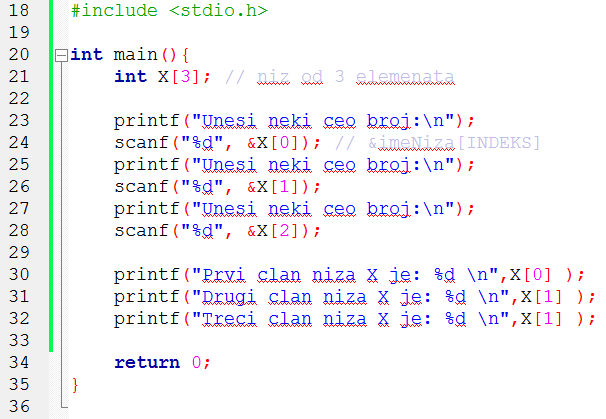 18 #include <stdio.h>
19
20 int main(){
21 int X[3]; // niz od 3 elemenata
22
23 printf("Unesi neki ceo broj:\n");
24 scanf("%d", &X[0]); // &imeNiza[INDEKS]
25 printf("Unesi neki ceo broj:\n");
26 scanf("%d", &X[1]);
27 printf("Unesi neki ceo broj:\n");
28 scanf("%d", &X[2]);
29
30 printf("Prvi clan niza X je: %d \n",X[0] );
31 printf("Drugi clan niza X je: %d \n",X[1] );
32 printf("Treci clan niza X je: %d \n",X[1] );
33
34 return 0;
35 }
36